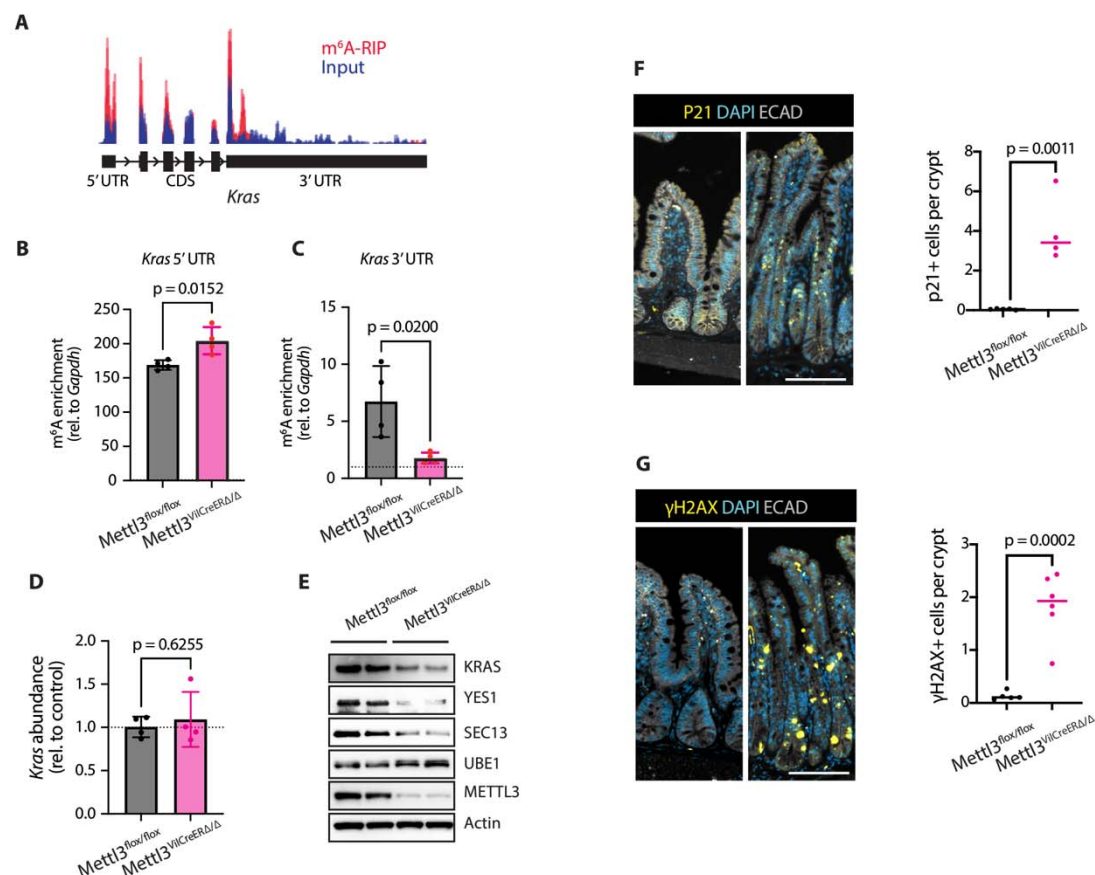 A
m⁶A-RIP
Input
5’ UTR
CDS
3’ UTR
Kras
B
Kras 5’ UTR
p = 0.0152
250
200
150
100
50
0
m⁶A enrichment
(rel. to Gapdh)
Mettl3flox/flox
Mettl3VilCreERΔ/Δ
C
Kras 3’ UTR
p = 0.0200
15
10
5
0
m⁶A enrichment
(rel. to Gapdh)
Mettl3flox/flox
Mettl3VilCreERΔ/Δ
D
p = 0.6255
2.0
1.5
1.0
0.5
0.0
Kras abundance
(rel. to control)
Mettl3flox/flox
Mettl3VilCreERΔ/Δ
E
Mettl3flox/flox
Mettl3VilCreERΔ/Δ
KRAS
YES1
SEC13
UBE1
METTL3
Actin
F
P21 DAPI ECAD
p = 0.0011
8
6
4
2
0
p21+ cells per crypt
Mettl3flox/flox
Mettl3VilCreERΔ/Δ
G
γH2AX DAPI ECAD
p = 0.0002
3
2
1
0
γH2AX+ cells per crypt
Mettl3flox/flox
Mettl3VilCreERΔ/Δ